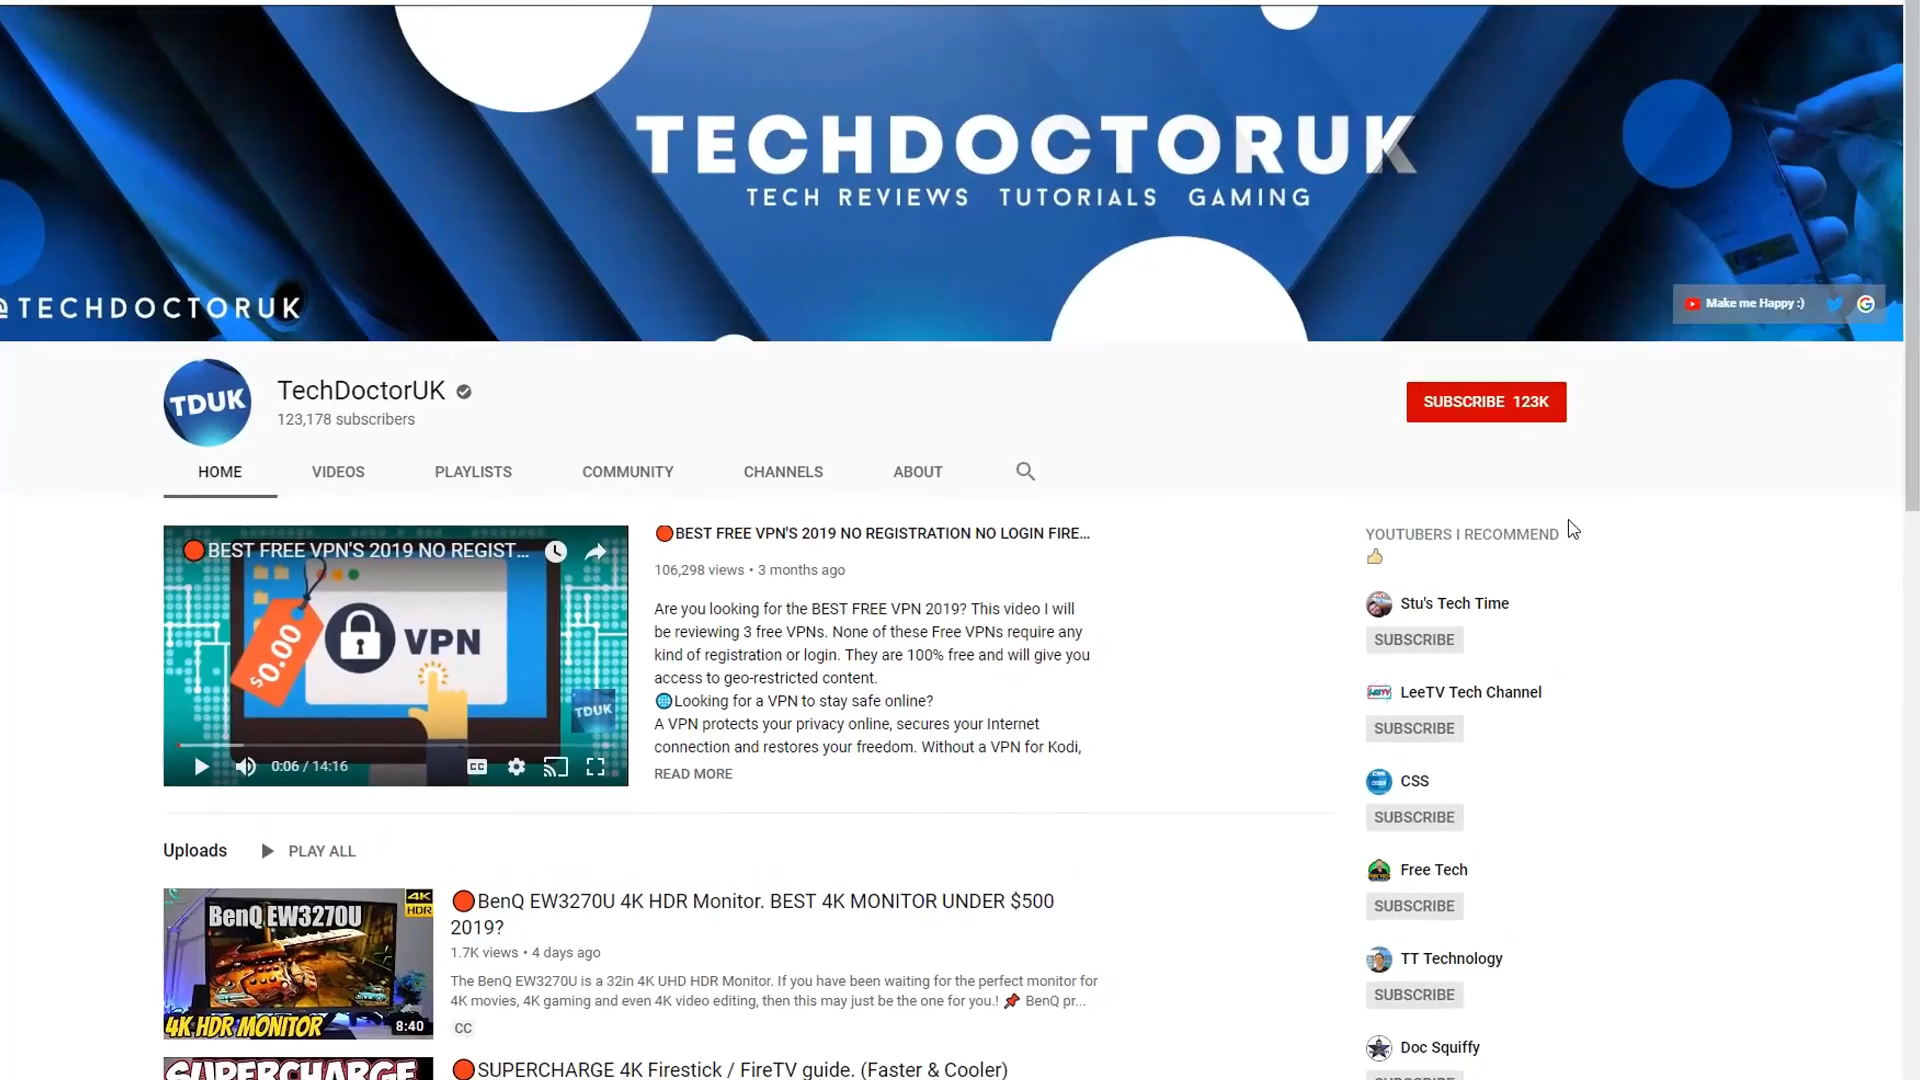 TECHDOCTORUK
TECH REVIEWS TUTORIALS GAMING
@TECHDOCTORUK
Make me Happy :)
TDUK
TechDoctorUK
123,178 subscribers
SUBSCRIBE 123K
HOME VIDEOS PLAYLISTS COMMUNITY CHANNELS ABOUT
BEST FREE VPN'S 2019 NO REGIST...
$0.00
VPN
TDUK
0:06 / 14:16
CC
BEST FREE VPN'S 2019 NO REGISTRATION NO LOGIN FIRE...
106,298 views • 3 months ago
Are you looking for the BEST FREE VPN 2019? This video I will
be reviewing 3 free VPNs. None of these Free VPNs require any
kind of registration or login. They are 100% free and will give you
access to geo-restricted content.
Looking for a VPN to stay safe online?
A VPN protects your privacy online, secures your Internet
connection and restores your freedom. Without a VPN for Kodi,
READ MORE
YOUTUBERS I RECOMMEND
Stu's Tech Time
SUBSCRIBE
LeeTV Tech Channel
SUBSCRIBE
CSS
SUBSCRIBE
Free Tech
SUBSCRIBE
TT Technology
SUBSCRIBE
Doc Squiffy
SUBSCRIBE
Uploads PLAY ALL
BenQ EW3270U
4K
HDR
4K HDR MONITOR
8:40
BenQ EW3270U 4K HDR Monitor. BEST 4K MONITOR UNDER $500
2019?
1.7K views • 4 days ago
The BenQ EW3270U is a 32in 4K UHD HDR Monitor. If you have been waiting for the perfect monitor for
4K movies, 4K gaming and even 4K video editing, then this may just be the one for you.! BenQ pr...
CC
SUPERCHARGE
SUPERCHARGE 4K Firestick / FireTV guide. (Faster & Cooler)